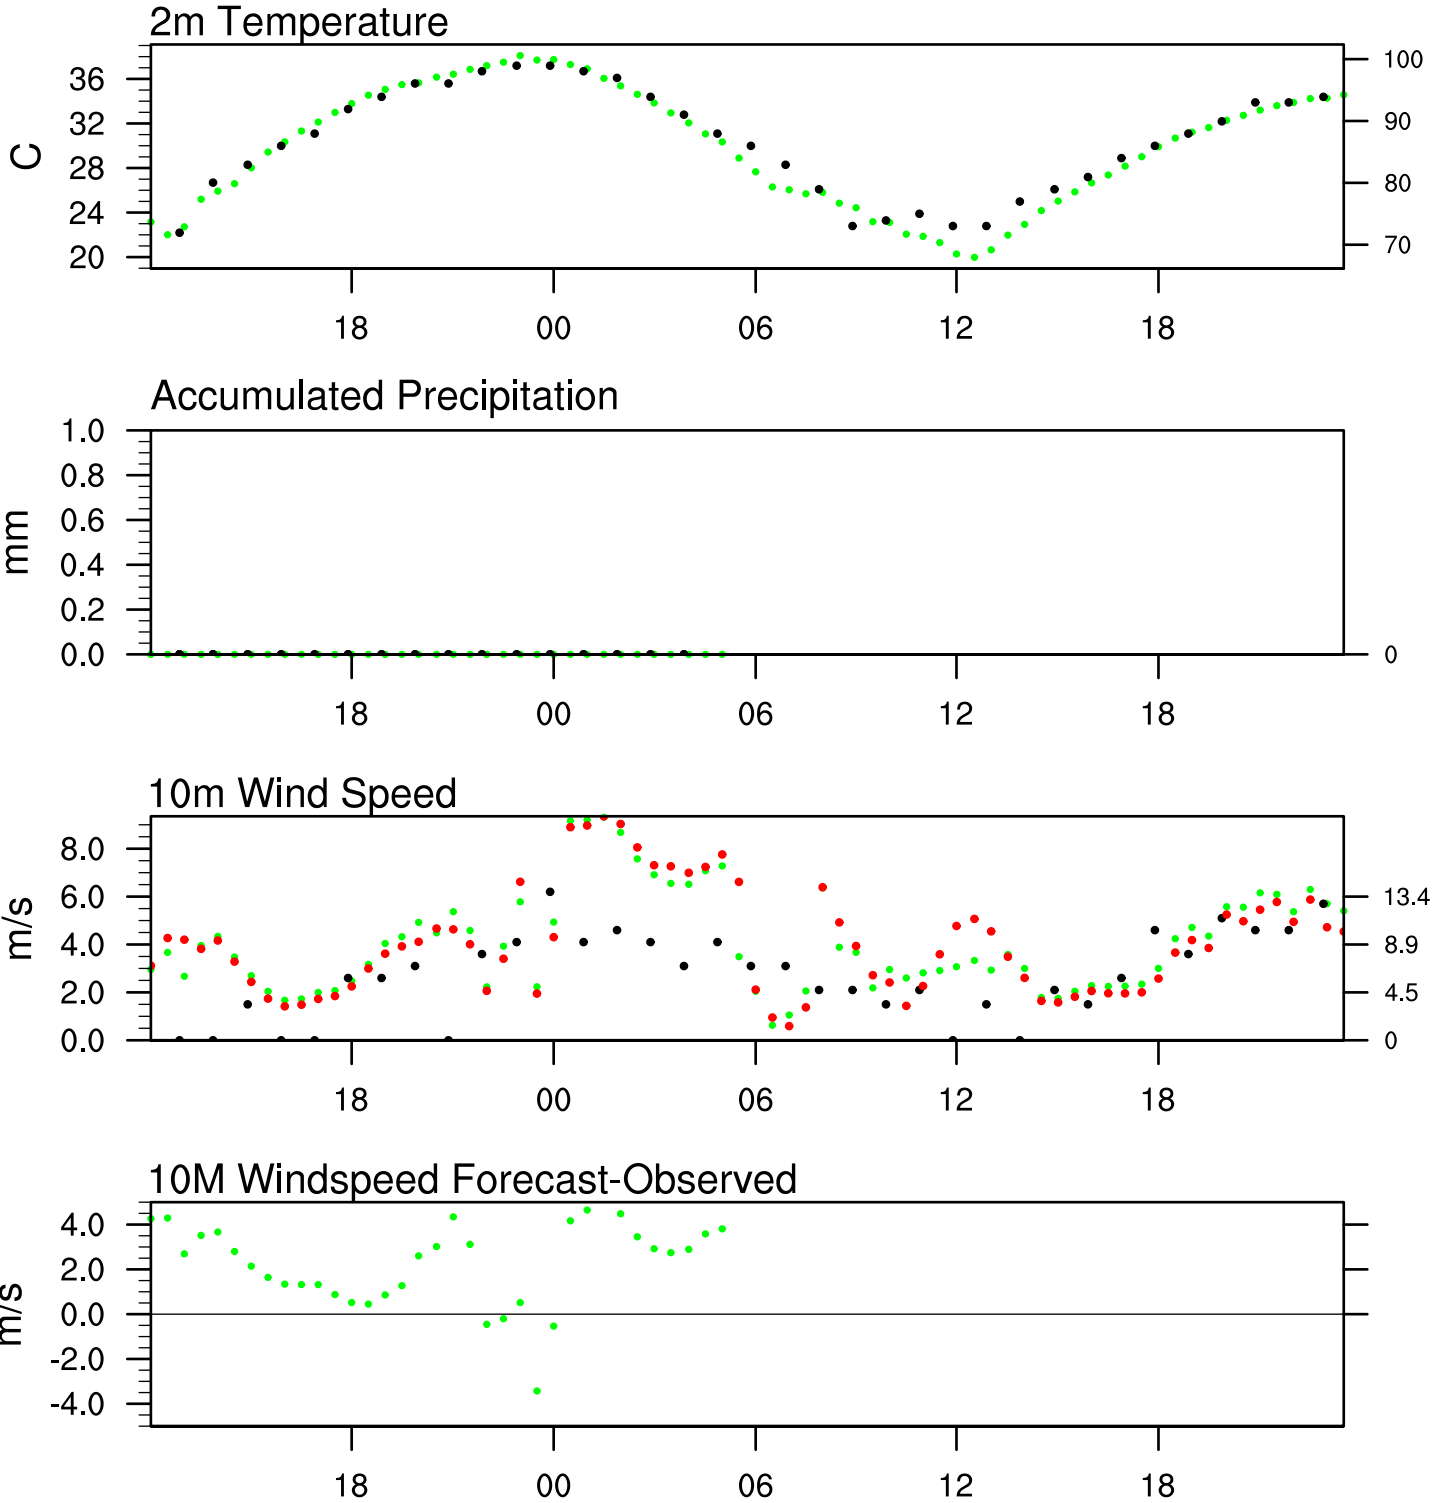 2m Temperature
36
32
28
24
20
C
100
90
80
70
18 00 06 12 18
Accumulated Precipitation
1.0
0.8
0.6
0.4
0.2
0.0
mm
0
18 00 06 12 18
10m Wind Speed
8.0
6.0
4.0
2.0
0.0
m/s
13.4
8.9
4.5
0
18 00 06 12 18
10M Windspeed Forecast-Observed
4.0
2.0
0.0
-2.0
-4.0
m/s
18 00 06 12 18